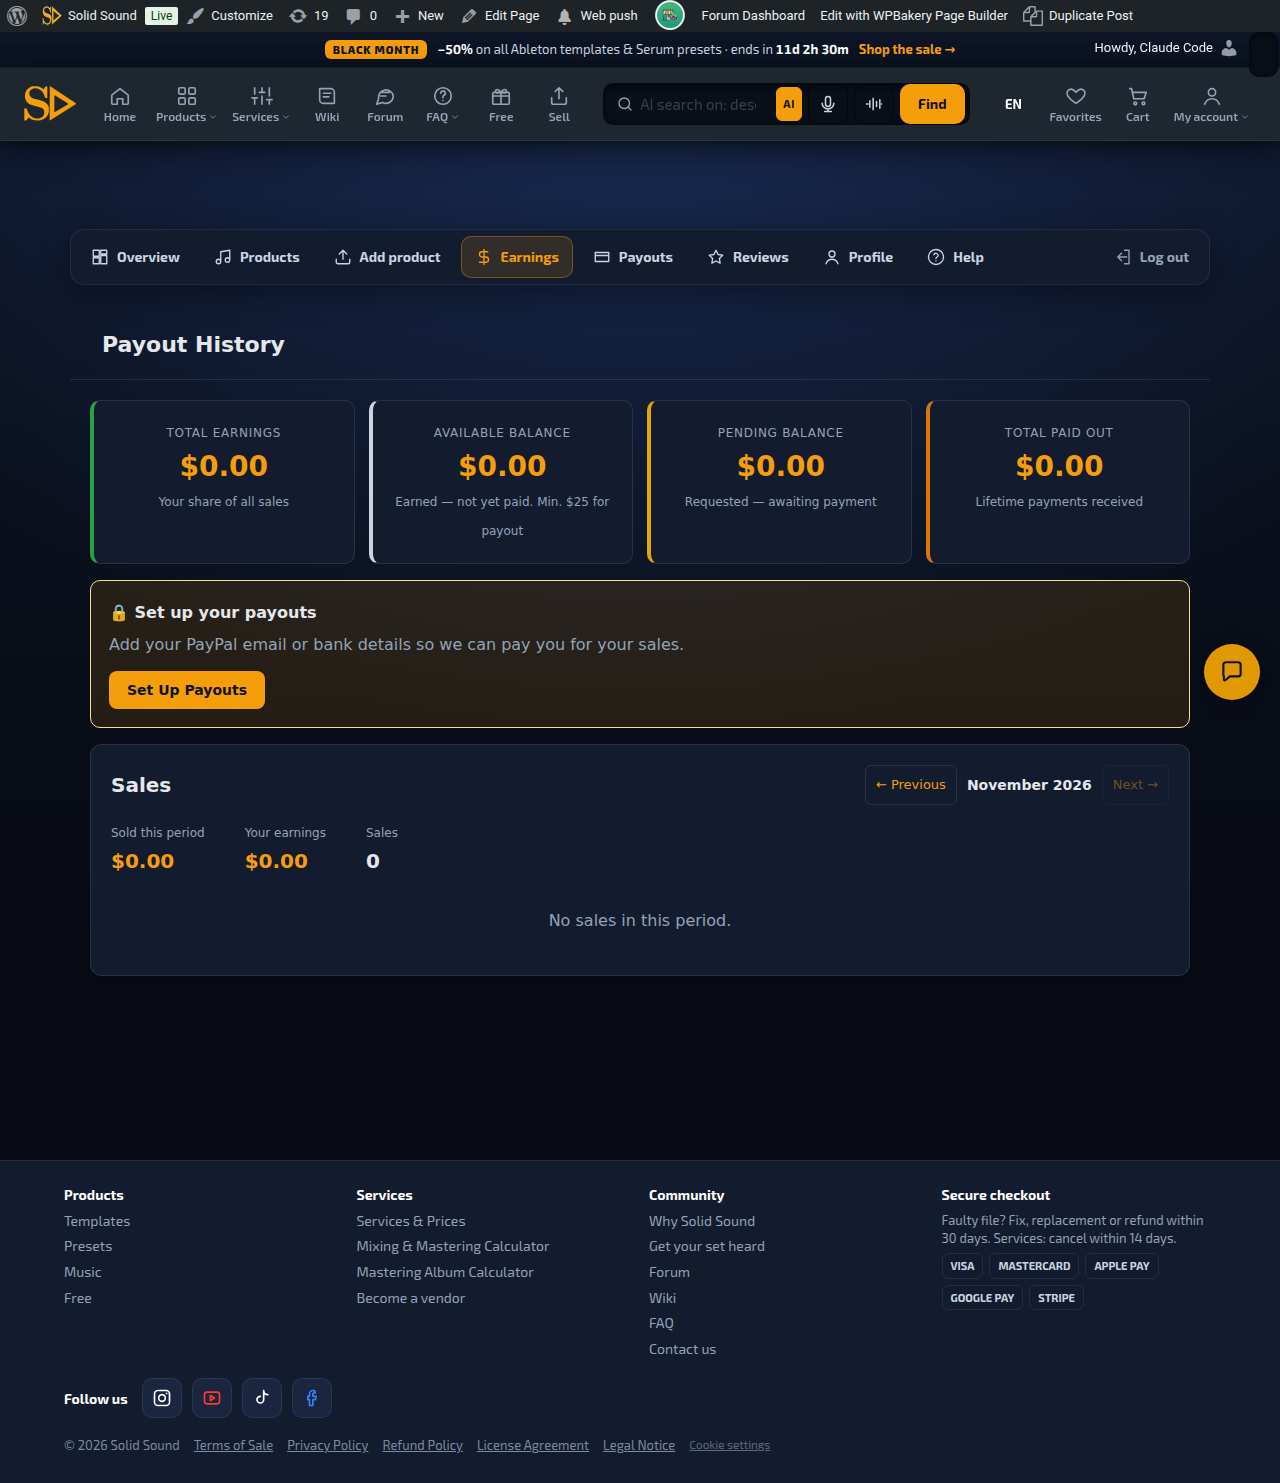 Solid Sound Live Customize 19 0 New Edit Page Web push Forum Dashboard Edit with WPBakery Page Builder Duplicate Post
BLACK MONTH −50% on all Ableton templates & Serum presets · ends in 11d 2h 30m Shop the sale →
Howdy, Claude Code
Home Products Services Wiki Forum FAQ Free Sell
AI search on: des
AI
Find
EN
Favorites Cart My account
Overview Products Add product Earnings Payouts Reviews Profile Help Log out
Payout History
TOTAL EARNINGS
$0.00
Your share of all sales
AVAILABLE BALANCE
$0.00
Earned — not yet paid. Min. $25 for
payout
PENDING BALANCE
$0.00
Requested — awaiting payment
TOTAL PAID OUT
$0.00
Lifetime payments received
Set up your payouts
Add your PayPal email or bank details so we can pay you for your sales.
Set Up Payouts
Sales
← Previous November 2026 Next →
Sold this period
$0.00
Your earnings
$0.00
Sales
0
No sales in this period.
Products
Templates
Presets
Music
Free
Services
Services & Prices
Mixing & Mastering Calculator
Mastering Album Calculator
Become a vendor
Community
Why Solid Sound
Get your set heard
Forum
Wiki
FAQ
Contact us
Secure checkout
Faulty file? Fix, replacement or refund within
30 days. Services: cancel within 14 days.
VISA MASTERCARD APPLE PAY
GOOGLE PAY STRIPE
Follow us
© 2026 Solid Sound Terms of Sale Privacy Policy Refund Policy License Agreement Legal Notice Cookie settings